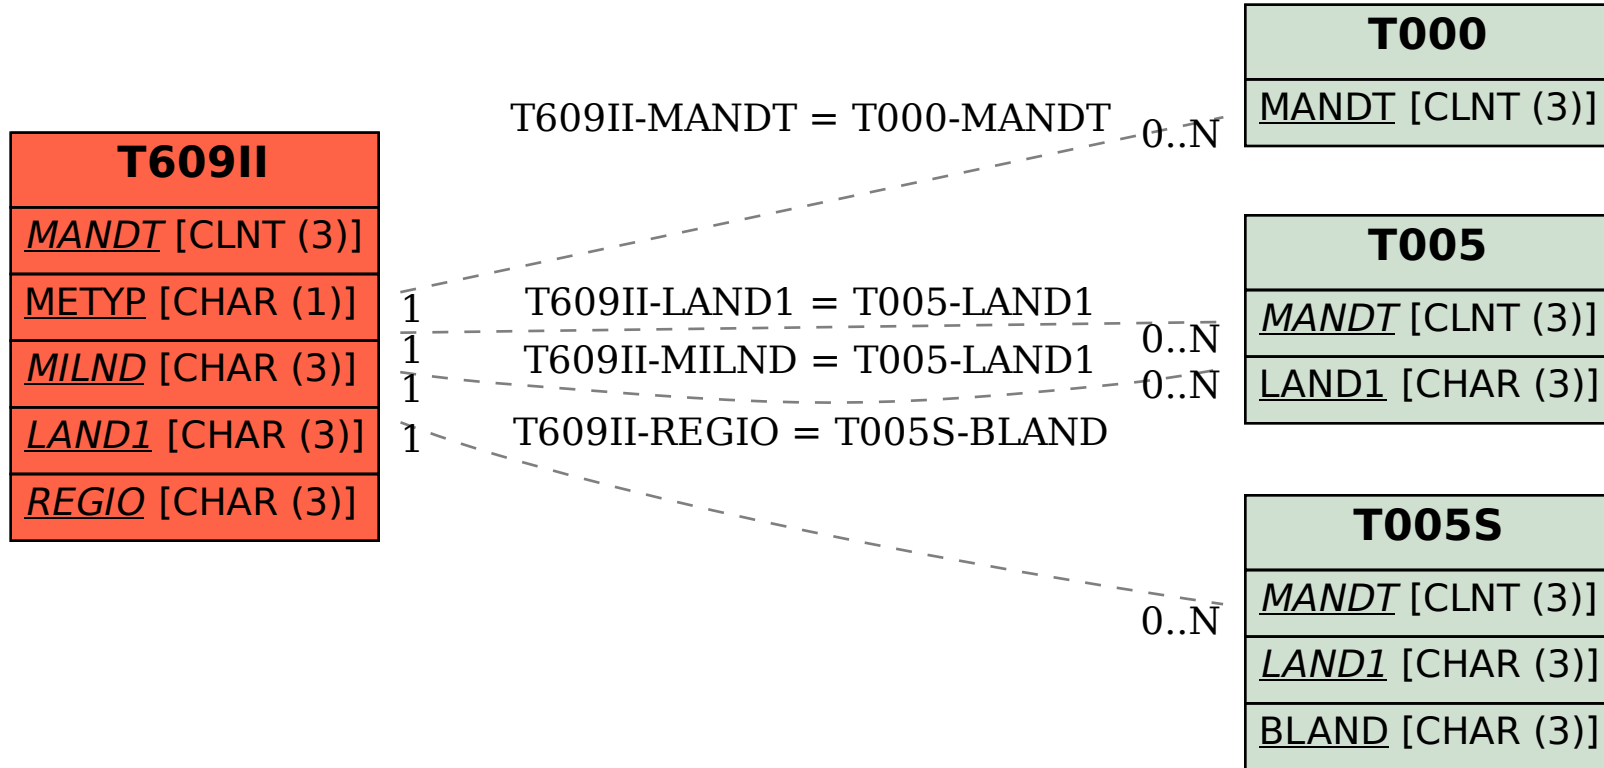 T609II
MANDT [CLNT (3)]
METYP [CHAR (1)]
MILND [CHAR (3)]
LAND1 [CHAR (3)]
REGIO [CHAR (3)]
T609II-MANDT = T000-MANDT
0..N
1
T609II-LAND1 = T005-LAND1
0..N
1
T609II-MILND = T005-LAND1
0..N
1
T609II-REGIO = T005S-BLAND
1
0..N
T000
MANDT [CLNT (3)]
T005
MANDT [CLNT (3)]
LAND1 [CHAR (3)]
T005S
MANDT [CLNT (3)]
LAND1 [CHAR (3)]
BLAND [CHAR (3)]